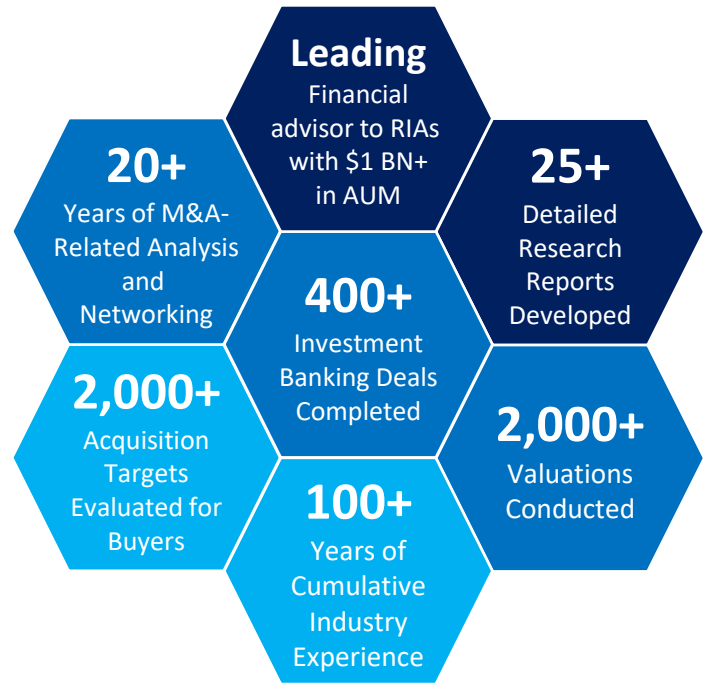 Leading
Financial
advisor to RIAs
with $1 BN+
in AUM
20+
Years of M&A-
Related Analysis
and
Networking
25+
Detailed
Research
Reports
Developed
400+
Investment
Banking Deals
Completed
2,000+
Acquisition
Targets
Evaluated for
Buyers
2,000+
Valuations
Conducted
100+
Years of
Cumulative
Industry
Experience